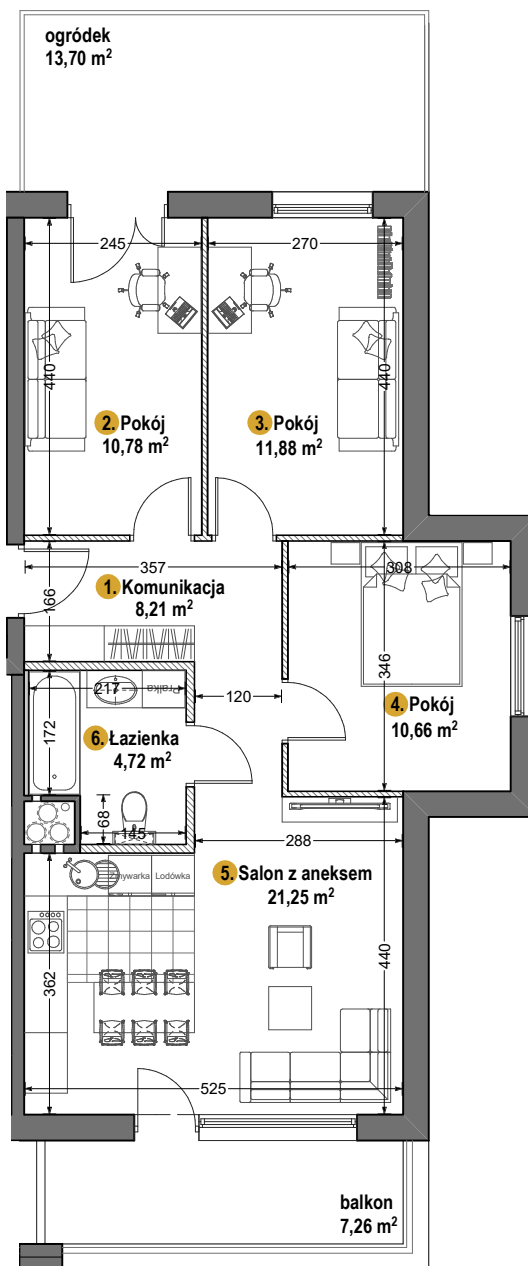 ogródek
13,70 m²
245
270
440
440
2. Pokój
10,78 m²
3. Pokój
11,88 m²
357
308
1. Komunikacja
8,21 m²
166
346
120
4. Pokój
10,66 m²
217
Pralka
172
6. Łazienka
4,72 m²
68
145
288
5. Salon z aneksem
21,25 m²
Zmywarka
Lodówka
362
440
525
balkon
7,26 m²